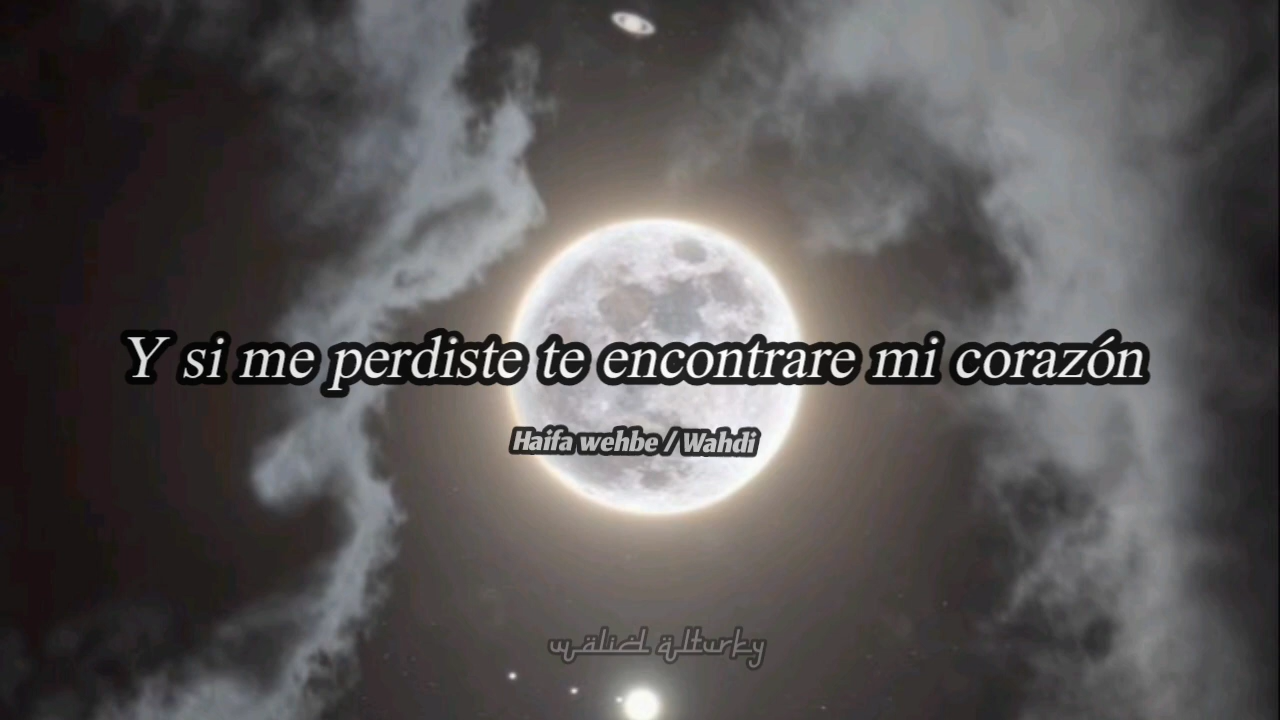 Y si me perdiste te encontrare mi corazón
Haifa wehbe / Wahdi
walid alturky